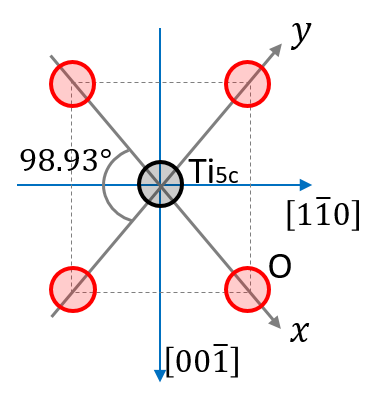 y
98.93°
Ti5c
[11̄0]
O
x
[001̄]